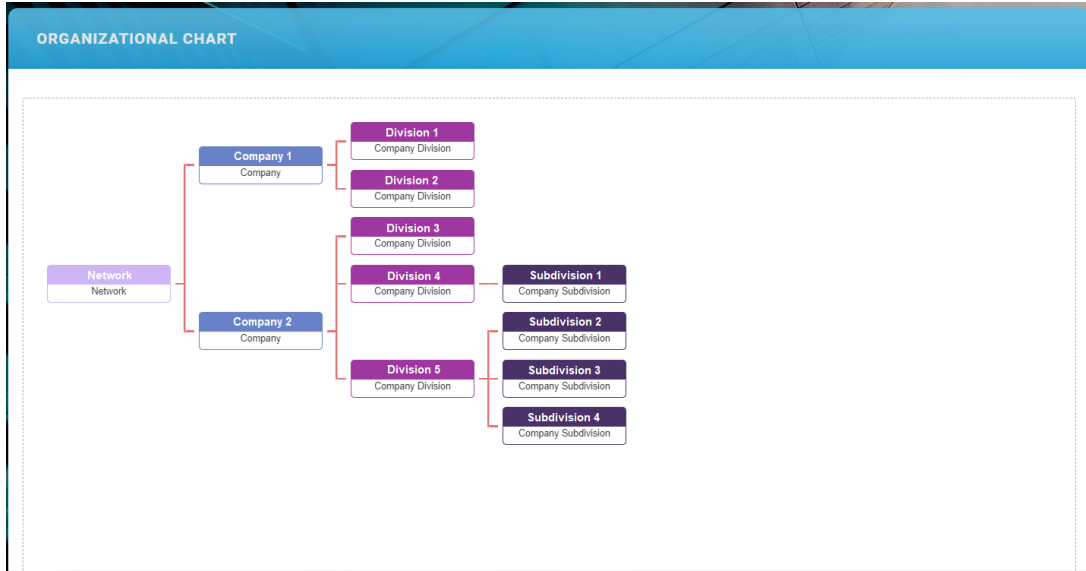 ORGANIZATIONAL CHART
Network
Network
Company 1
Company
Division 1
Company Division
Division 2
Company Division
Company 2
Company
Division 3
Company Division
Division 4
Company Division
Subdivision 1
Company Subdivision
Division 5
Company Division
Subdivision 2
Company Subdivision
Subdivision 3
Company Subdivision
Subdivision 4
Company Subdivision